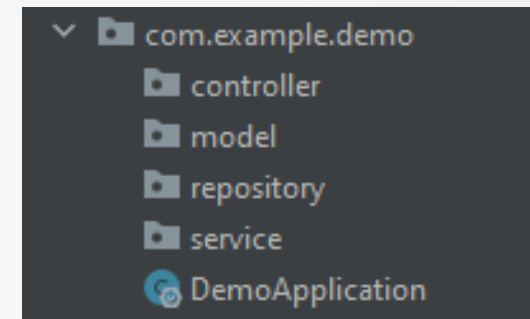 com.example.demo
controller
model
repository
service
DemoApplication